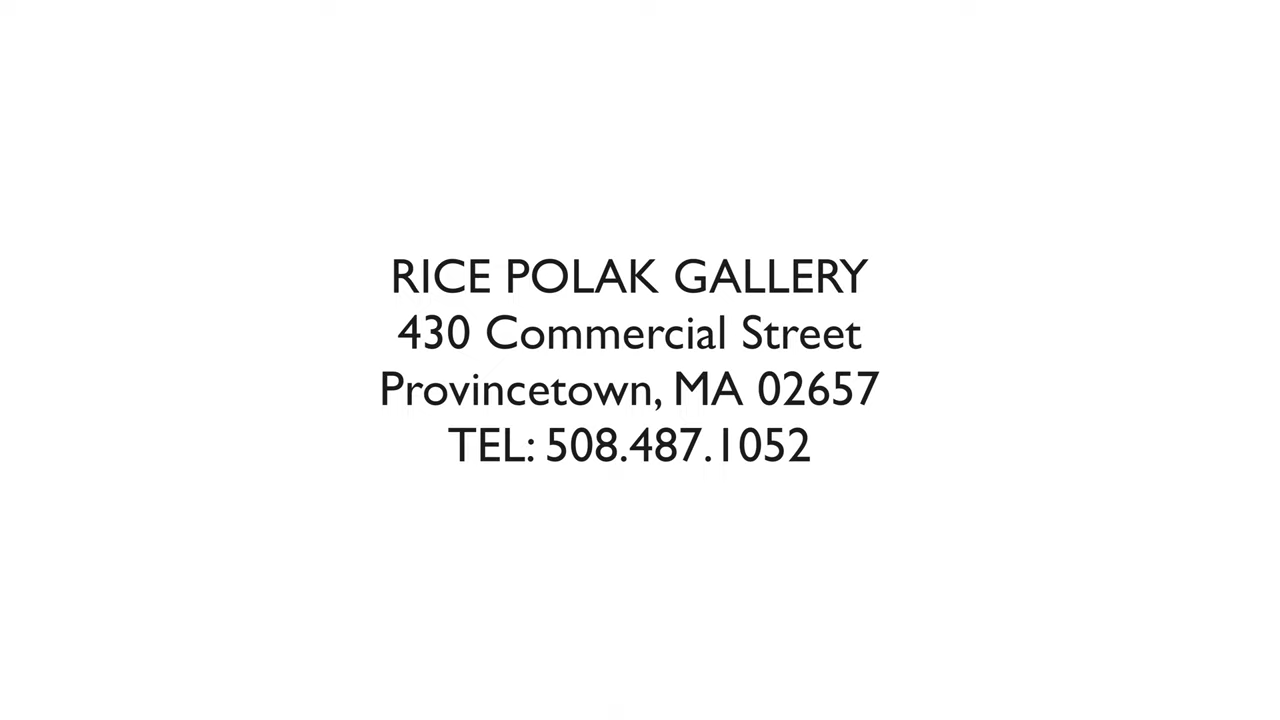 RICE POLAK GALLERY
430 Commercial Street
Provincetown, MA 02657
TEL: 508.487.1052